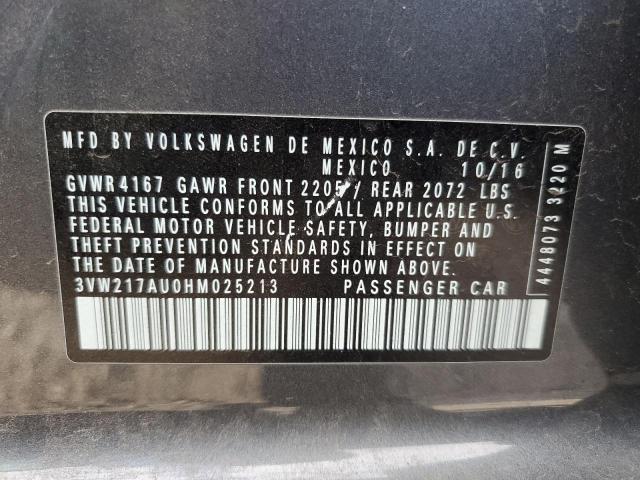 MFD BY VOLKSWAGEN DE MEXICO S.A. DE C.V.
MEXICO 10/16
GVWR 4167 GAWR FRONT 2205 / REAR 2072 LBS
THIS VEHICLE CONFORMS TO ALL APPLICABLE U.S.
FEDERAL MOTOR VEHICLE SAFETY, BUMPER AND
THEFT PREVENTION STANDARDS IN EFFECT ON
THE DATE OF MANUFACTURE SHOWN ABOVE.
3VW217AU0HM025213 PASSENGER CAR
4448073 3220 M